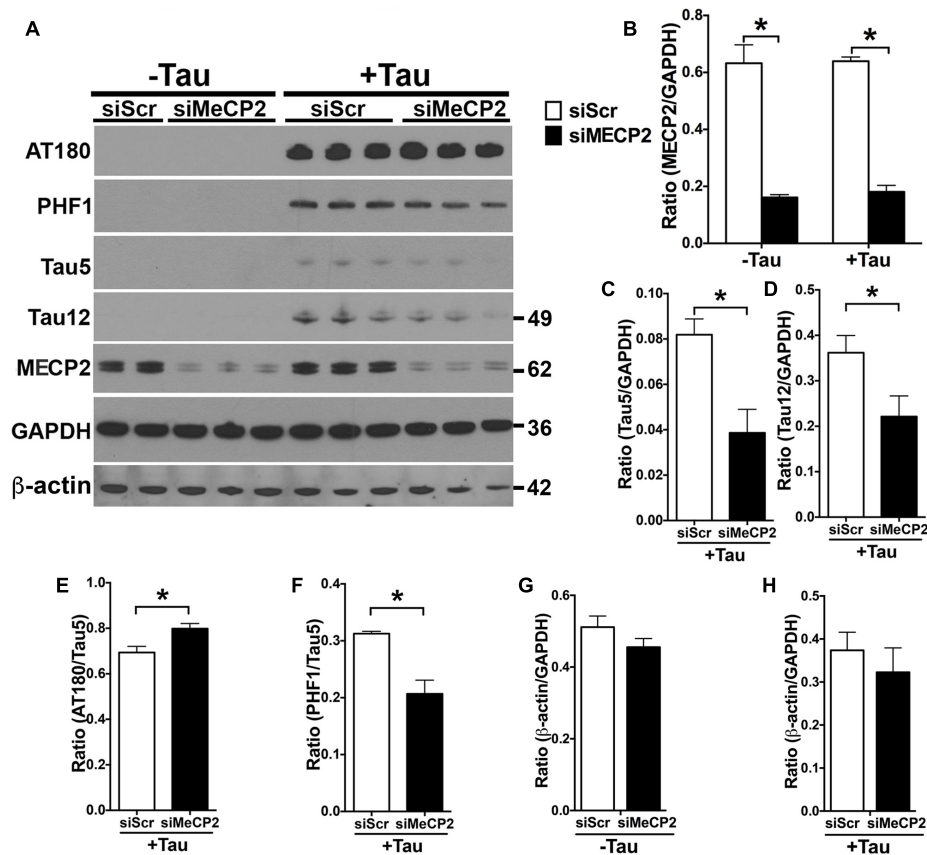 A
-Tau +Tau
siScr siMeCP2 siScr siMeCP2
AT180
PHF1
Tau5
Tau12
49
MECP2
62
GAPDH
36
β-actin
42
siScr
siMECP2
B
Ratio (MECP2/GAPDH)
0.8
0.6
0.4
0.2
0.0
*
*
-Tau +Tau
C
Ratio (Tau5/GAPDH)
0.10
0.08
0.06
0.04
0.02
0.00
*
siScr siMeCP2
+Tau
D
Ratio (Tau12/GAPDH)
0.5
0.4
0.3
0.2
0.1
0.0
*
siScr siMeCP2
+Tau
E
Ratio (AT180/Tau5)
1.0
0.8
0.6
0.4
0.2
0.0
*
siScr siMeCP2
+Tau
F
Ratio (PHF1/Tau5)
0.4
0.3
0.2
0.1
0.0
*
siScr siMeCP2
+Tau
G
Ratio (β-actin/GAPDH)
0.6
0.4
0.2
0.0
siScr siMeCP2
-Tau
H
Ratio (β-actin/GAPDH)
0.5
0.4
0.3
0.2
0.1
0.0
siScr siMeCP2
+Tau